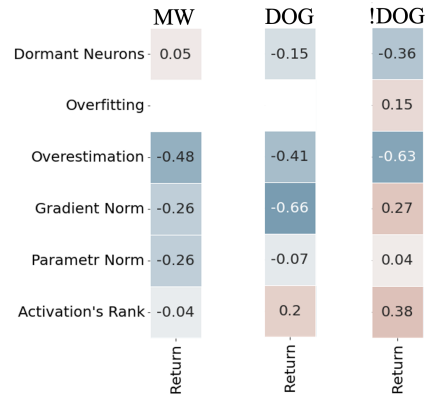 MW DOG !DOG
Dormant Neurons 0.05 -0.15 -0.36
Overfitting 0.15
Overestimation -0.48 -0.41 -0.63
Gradient Norm -0.26 -0.66 0.27
Parametr Norm -0.26 -0.07 0.04
Activation's Rank -0.04 0.2 0.38
Return Return Return